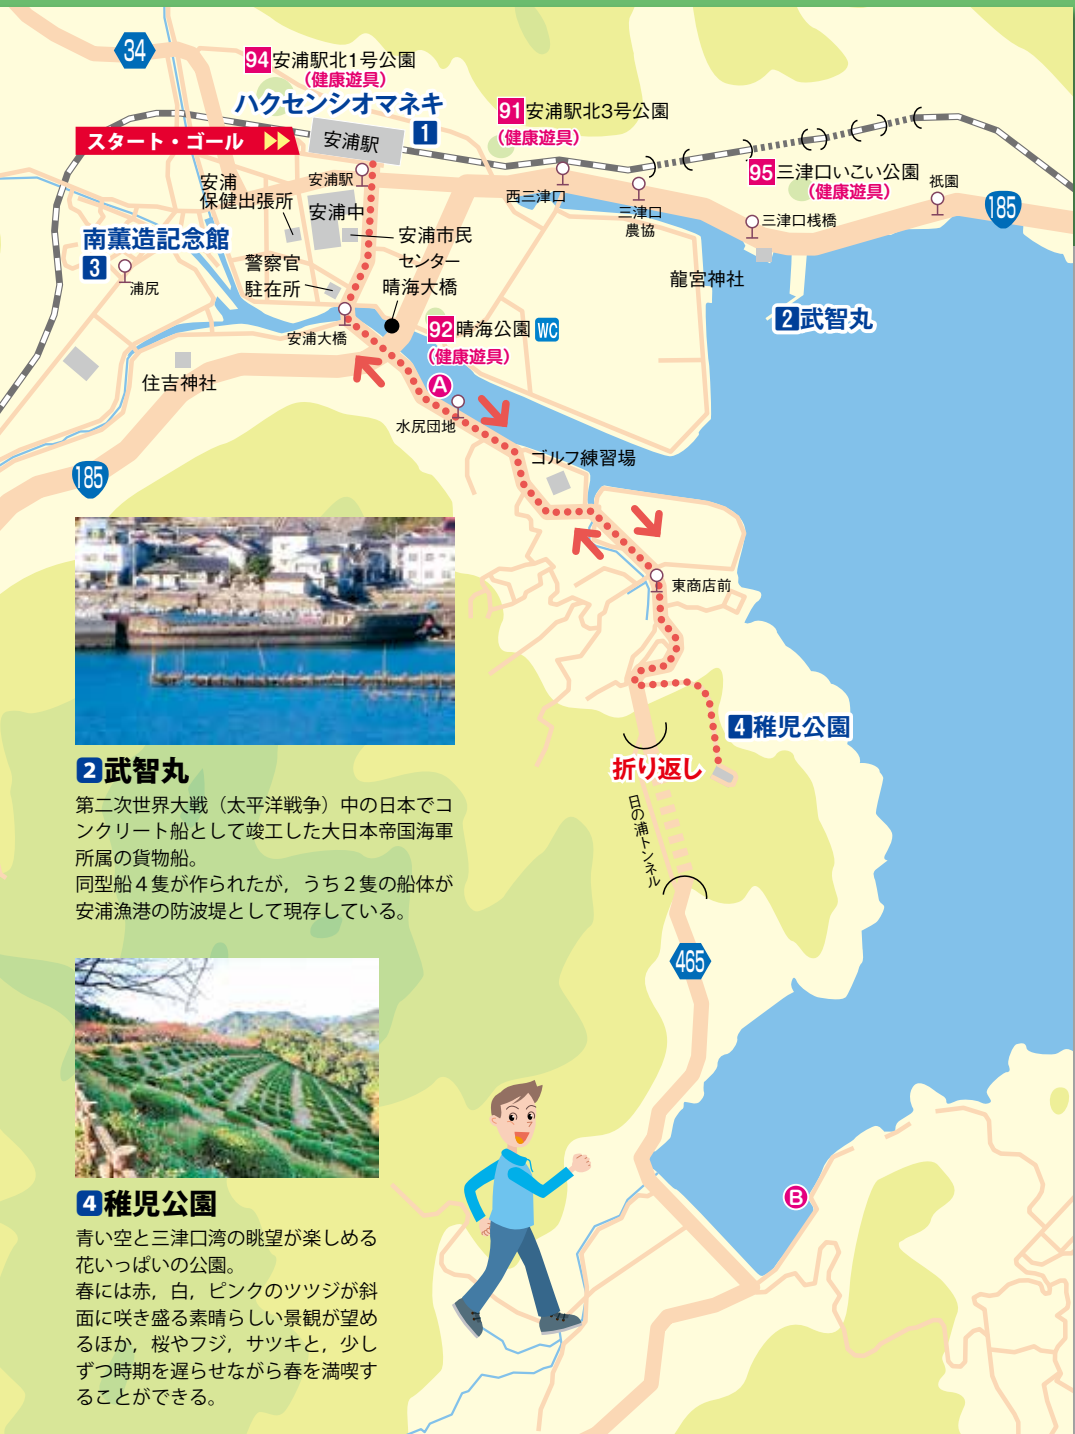 34
94 安浦駅北1号公園
(健康遊具)
ハクセンシオマネキ
1
91 安浦駅北3号公園
(健康遊具)
スタート・ゴール
安浦駅
95 三津口いこい公園
(健康遊具)
祇園
185
安浦
保健出張所
安浦駅
安浦中
西三津口
三津口
農協
三津口桟橋
南薫造記念館
3
浦尻
安浦市民
センター
警察官
駐在所
晴海大橋
龍宮神社
2 武智丸
安浦大橋
92 晴海公園 WC
(健康遊具)
住吉神社
A
水尻団地
ゴルフ練習場
185
東商店前
4 稚児公園
折り返し
日の浦トンネル
2 武智丸
第二次世界大戦（太平洋戦争）中の日本でコ
ンクリート船として竣工した大日本帝国海軍
所属の貨物船。
同型船４隻が作られたが，うち２隻の船体が
安浦漁港の防波堤として現存している。
465
B
4 稚児公園
青い空と三津口湾の眺望が楽しめる
花いっぱいの公園。
春には赤，白，ピンクのツツジが斜
面に咲き盛る素晴らしい景観が望め
るほか，桜やフジ，サツキと，少し
ずつ時期を遅らせながら春を満喫す
ることができる。